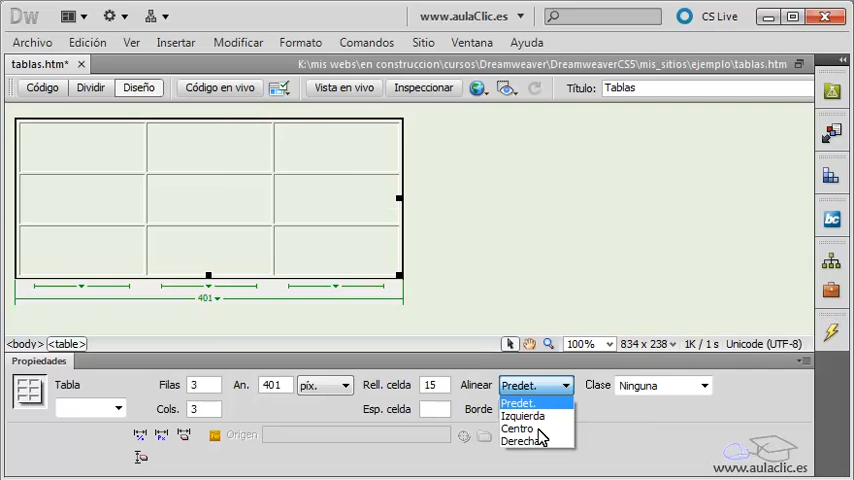 Dw
www.aulaClic.es
CS Live
Archivo Edición Ver Insertar Modificar Formato Comandos Sitio Ventana Ayuda
tablas.htm* K:\mis webs\en construccion\cursos\Dreamweaver\DreamweaverCS5\mis_sitios\ejemplo\tablas.htm
Código Dividir Diseño Código en vivo Vista en vivo Inspeccionar Título: Tablas
bc
401
<body> <table> 100% 834 x 238 1K / 1 s Unicode (UTF-8)
Propiedades
Tabla Filas 3 An. 401 píx. Rell. celda 15 Alinear Predet. Clase Ninguna
Cols. 3 Esp. celda Borde
Predet.
Izquierda
Centro
Derecha
Origen
www.aulaclic.es